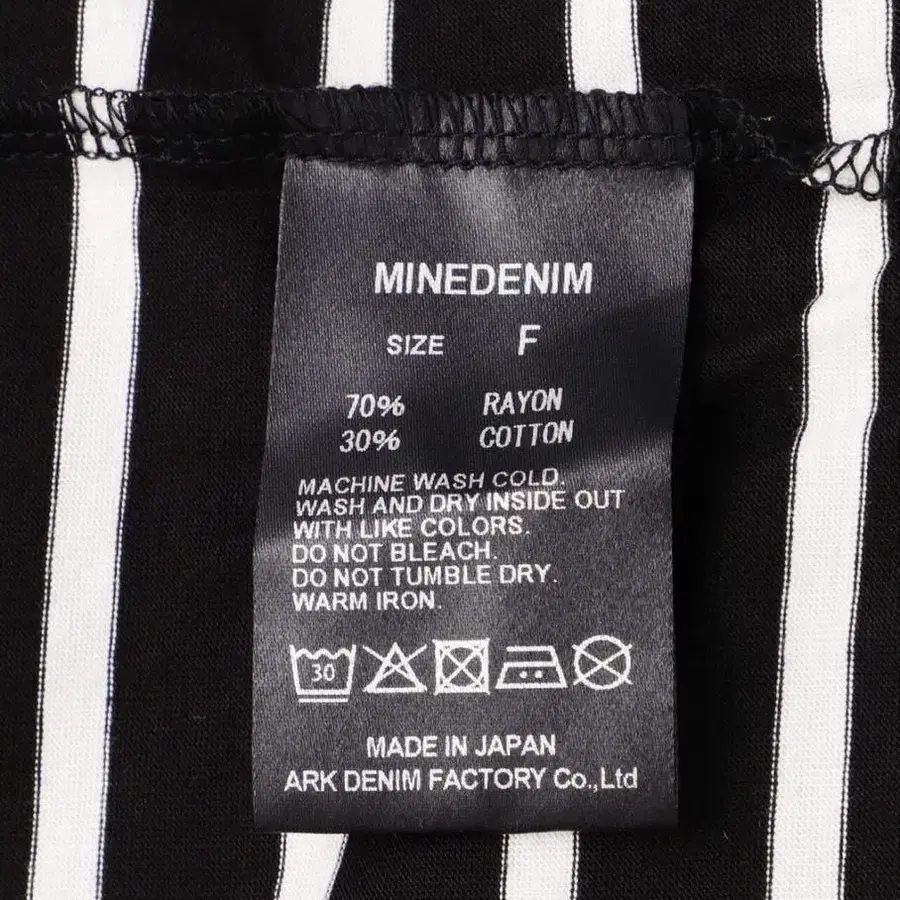 MINEDENIM
SIZE F
70% RAYON
30% COTTON
MACHINE WASH COLD.
WASH AND DRY INSIDE OUT
WITH LIKE COLORS.
DO NOT BLEACH.
DO NOT TUMBLE DRY.
WARM IRON.
30
MADE IN JAPAN
ARK DENIM FACTORY Co.,Ltd